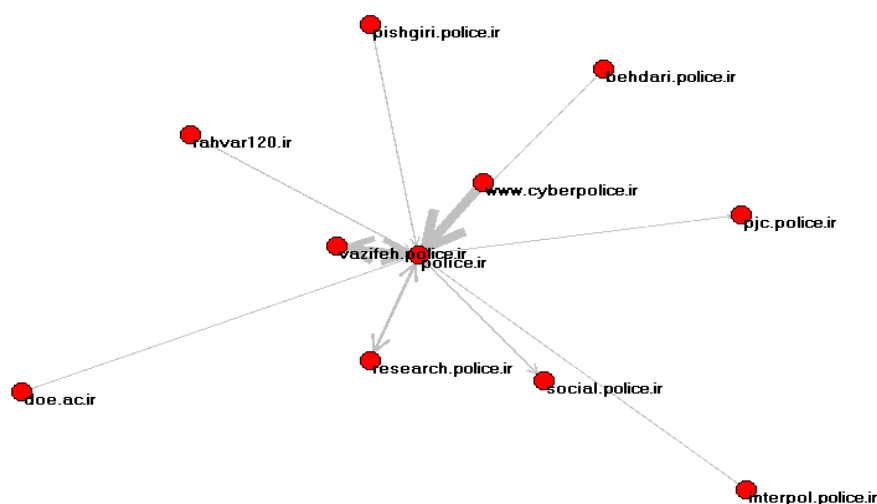 pishgiri.police.ir
behdari.police.ir
rahvar120.ir
www.cyberpolice.ir
pjc.police.ir
vazifeh.police.ir
police.ir
research.police.ir
social.police.ir
doe.ac.ir
interpol.police.ir